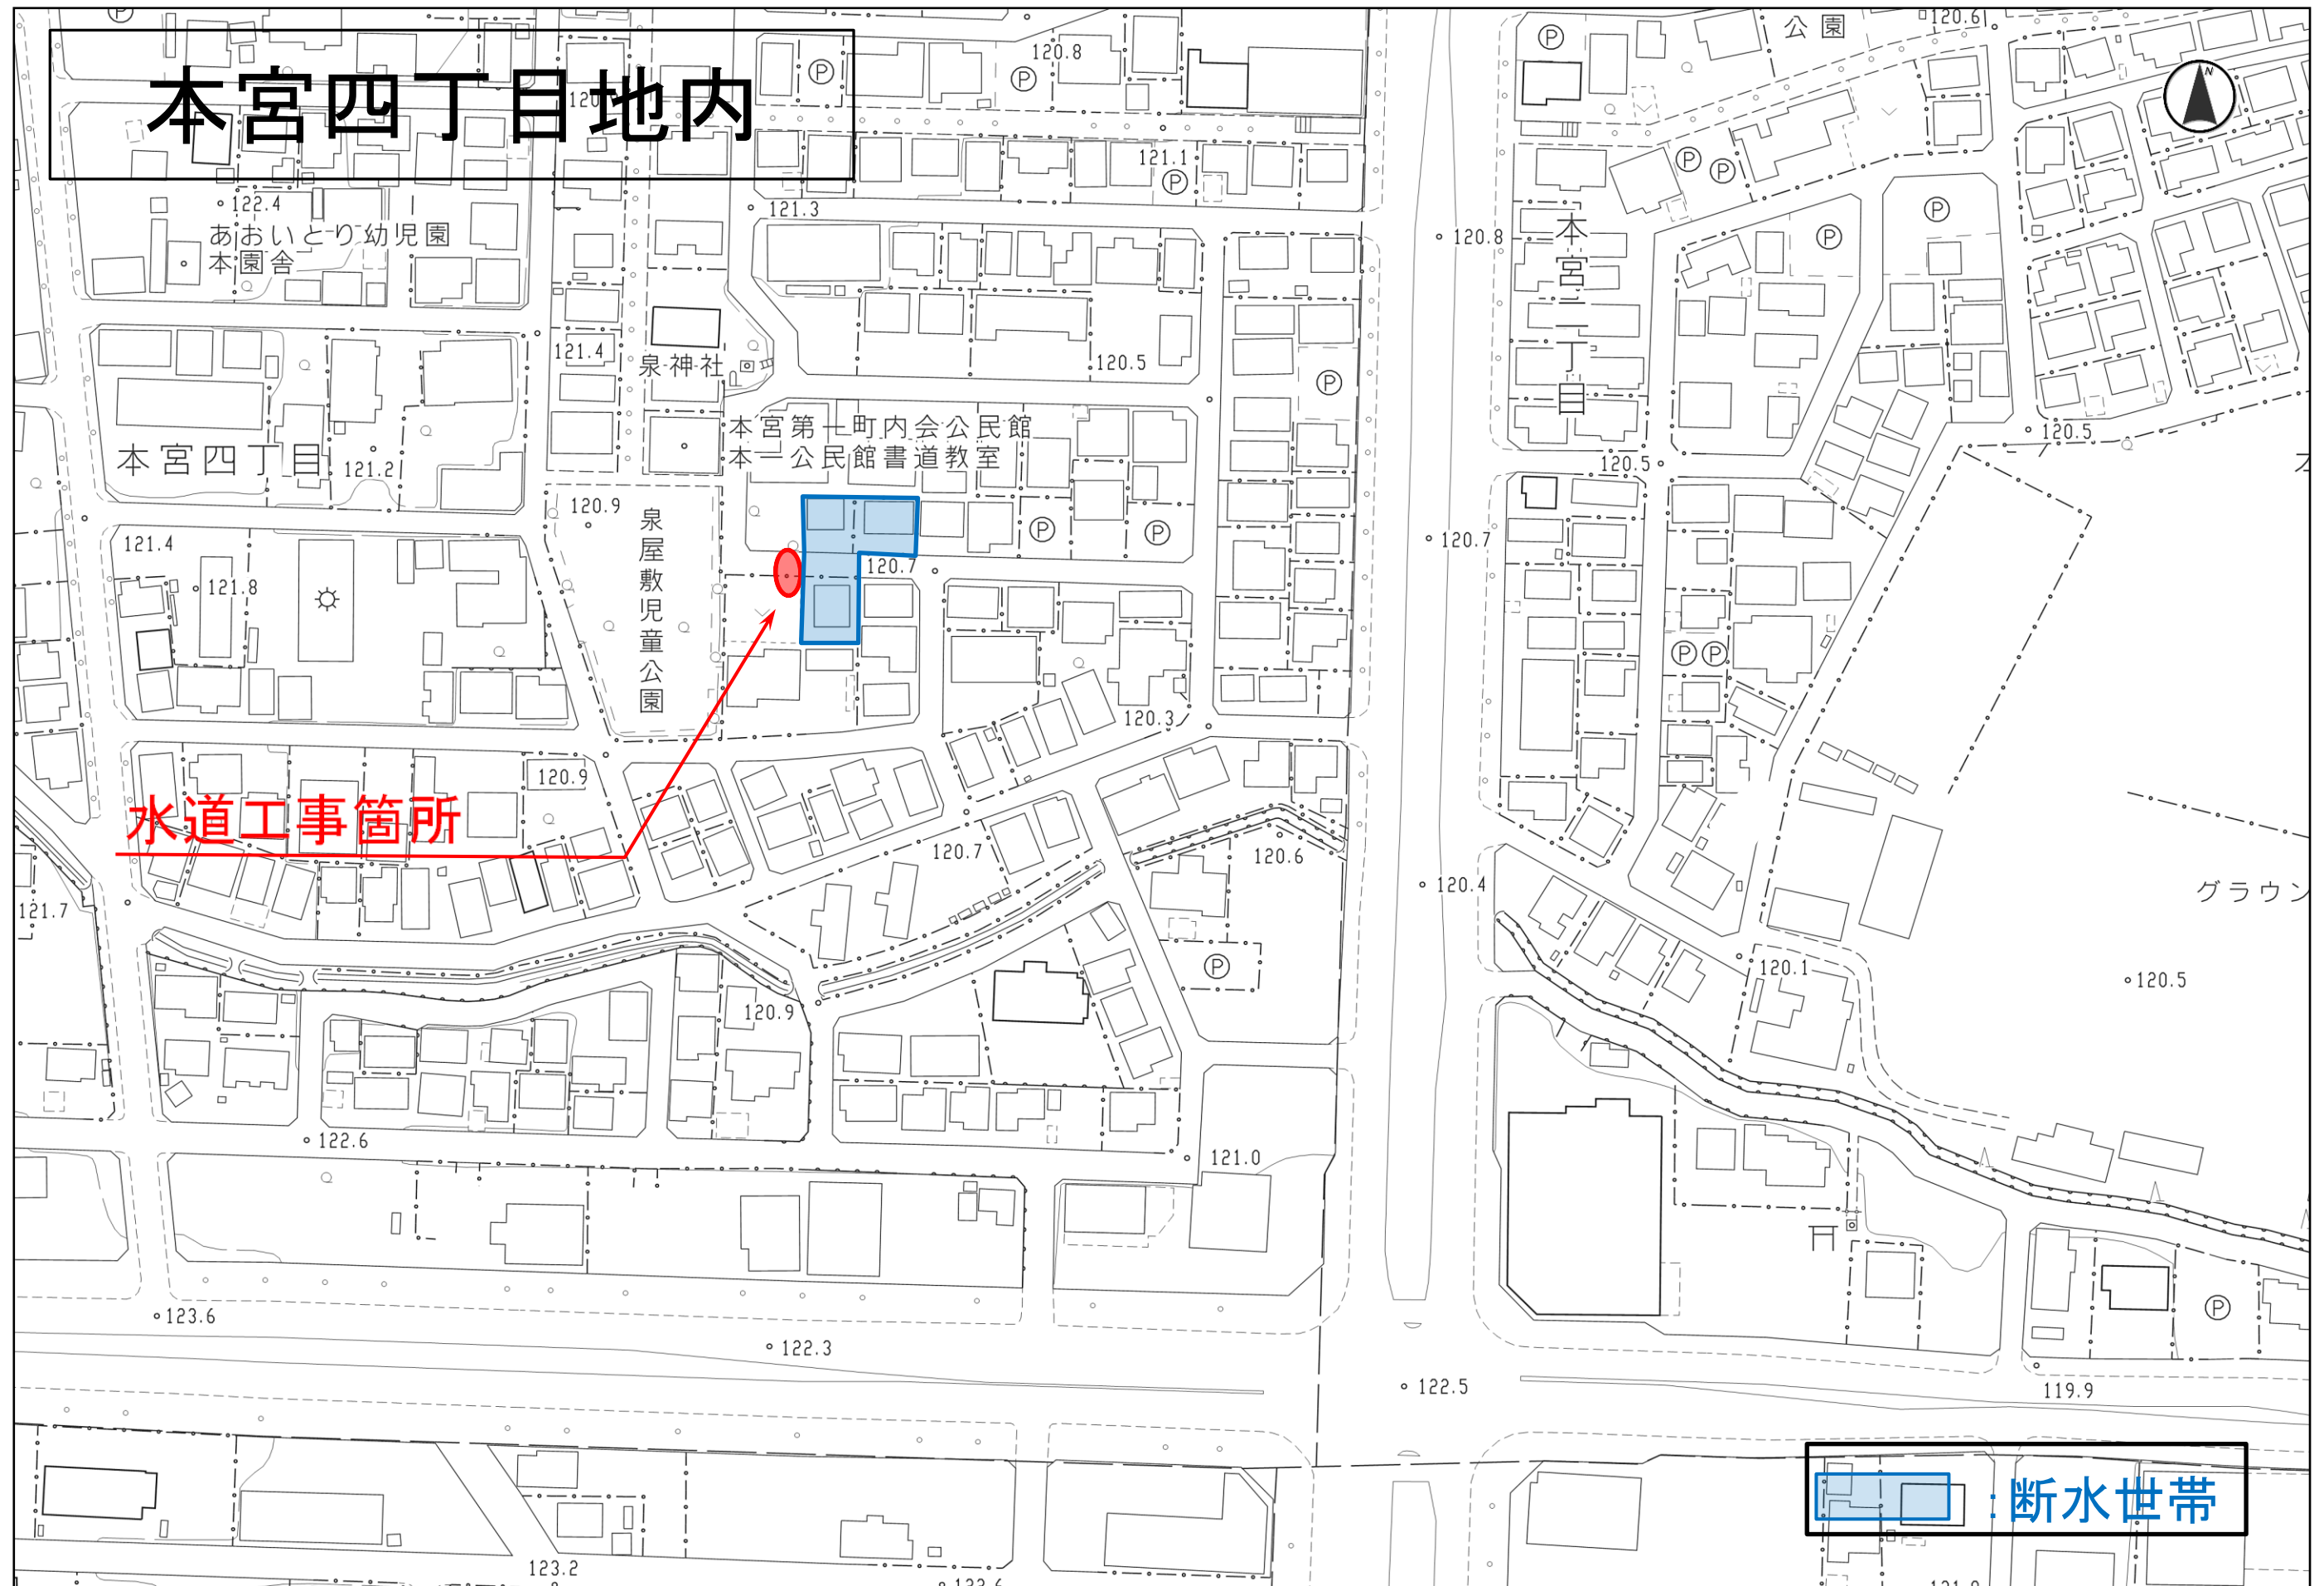 本宮四丁目地内
公園
120.6
120.8
121.1
N
122.4
121.3
あおいとり幼児園
本園舎
120.8
本宮二丁目
121.4
泉神社
120.5
本宮第一町内会公民館
本一公民館書道教室
本宮四丁目
121.2
120.5
120.5
120.9
泉屋敷児童公園
121.4
120.7
120.7
121.8
120.3
120.9
水道工事箇所
120.7
120.6
120.4
121.7
グラウン
120.1
120.5
120.9
122.6
121.0
123.6
122.3
122.5
119.9
:断水世帯
123.2